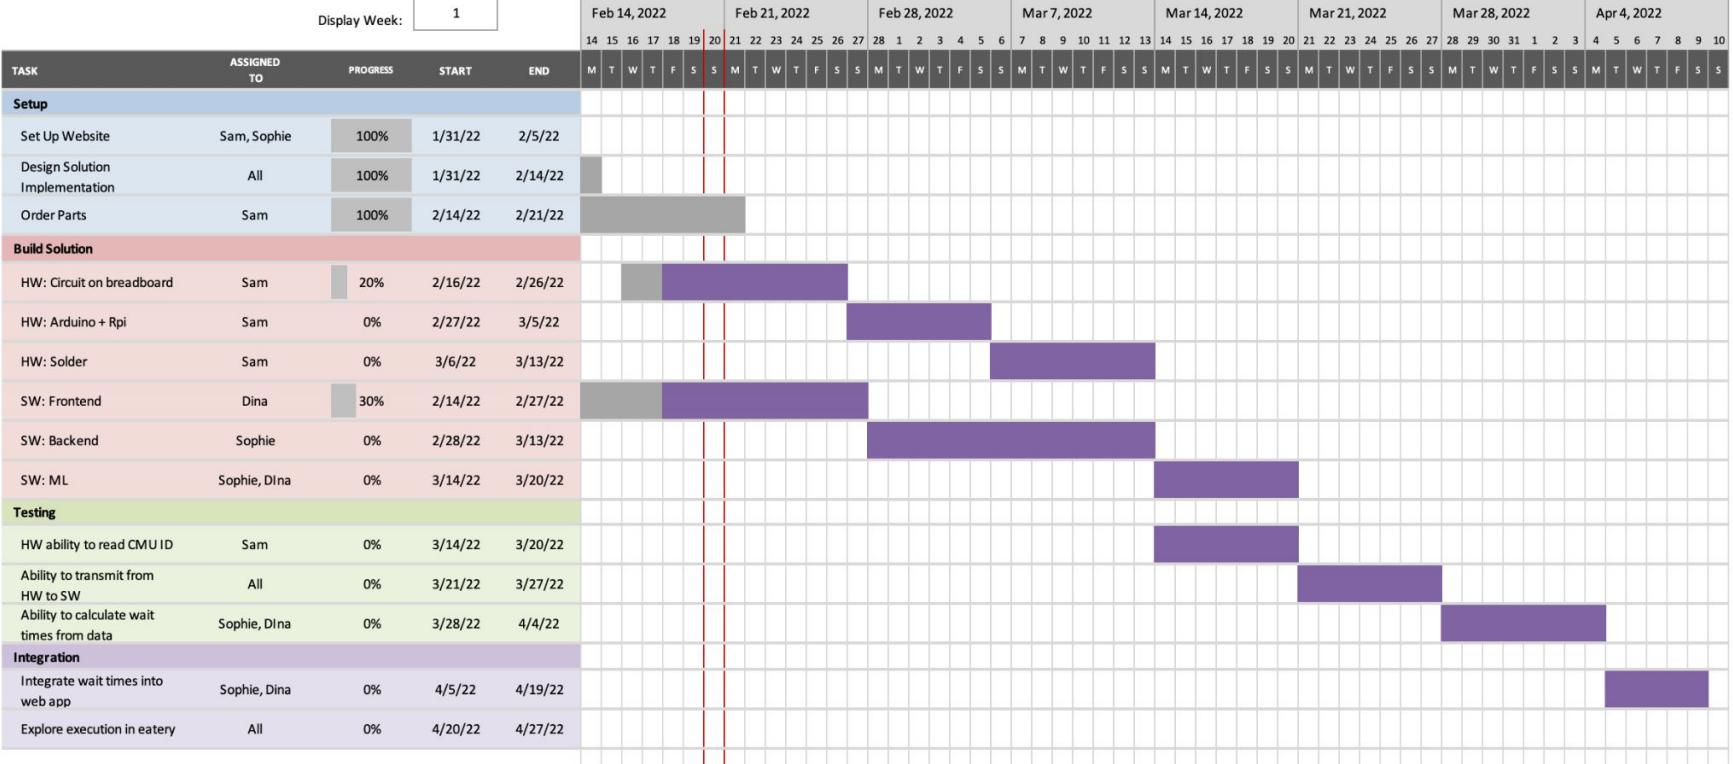 Display Week: 1
Feb 14, 2022 Feb 21, 2022 Feb 28, 2022 Mar 7, 2022 Mar 14, 2022 Mar 21, 2022 Mar 28, 2022 Apr 4, 2022
14 15 16 17 18 19 20 21 22 23 24 25 26 27 28 1 2 3 4 5 6 7 8 9 10 11 12 13 14 15 16 17 18 19 20 21 22 23 24 25 26 27 28 29 30 31 1 2 3 4 5 6 7 8 9 10
TASK ASSIGNED TO PROGRESS START END M T W T F S S M T W T F S S M T W T F S S M T W T F S S M T W T F S S M T W T F S S M T W T F S S M T W T F S S
Setup
Set Up Website Sam, Sophie 100% 1/31/22 2/5/22
Design Solution
Implementation All 100% 1/31/22 2/14/22
Order Parts Sam 100% 2/14/22 2/21/22
Build Solution
HW: Circuit on breadboard Sam 20% 2/16/22 2/26/22
HW: Arduino + Rpi Sam 0% 2/27/22 3/5/22
HW: Solder Sam 0% 3/6/22 3/13/22
SW: Frontend Dina 30% 2/14/22 2/27/22
SW: Backend Sophie 0% 2/28/22 3/13/22
SW: ML Sophie, DIna 0% 3/14/22 3/20/22
Testing
HW ability to read CMU ID Sam 0% 3/14/22 3/20/22
Ability to transmit from
HW to SW All 0% 3/21/22 3/27/22
Ability to calculate wait
times from data Sophie, DIna 0% 3/28/22 4/4/22
Integration
Integrate wait times into
web app Sophie, Dina 0% 4/5/22 4/19/22
Explore execution in eatery All 0% 4/20/22 4/27/22